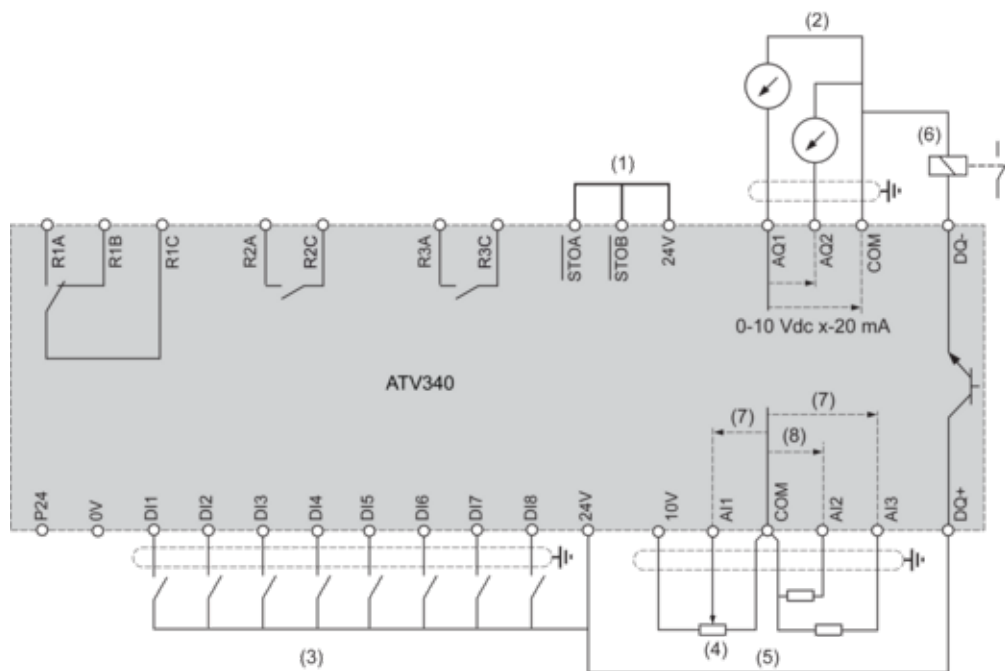 (2)
(6)
(1)
R1A R1B R1C R2A R2C R3A R3C STOA STOB 24V AQ1 AQ2 COM DQ-
0-10 Vdc x-20 mA
ATV340
(7)
(7)
(8)
P24 0V DI1 DI2 DI3 DI4 DI5 DI6 DI7 DI8 24V 10V AI1 COM AI2 AI3 DQ+
(3) (4) (5)